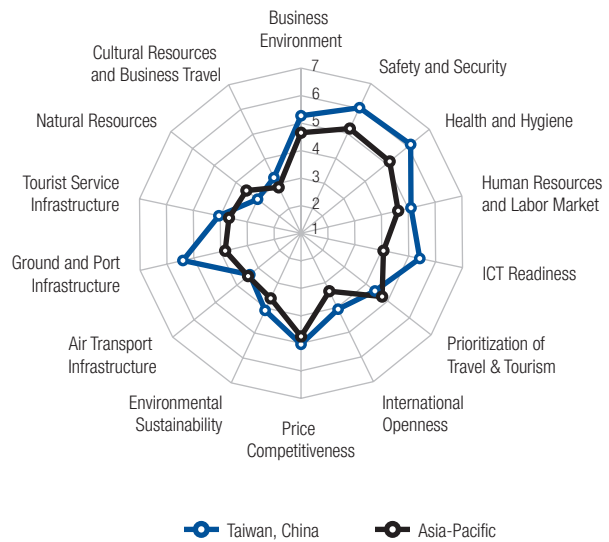 Business
Environment
Safety and Security
Health and Hygiene
Human Resources
and Labor Market
ICT Readiness
Prioritization of
Travel & Tourism
International
Openness
Price
Competitiveness
Environmental
Sustainability
Air Transport
Infrastructure
Ground and Port
Infrastructure
Tourist Service
Infrastructure
Natural Resources
Cultural Resources
and Business Travel
7
6
5
4
3
2
1
Taiwan, China
Asia-Pacific